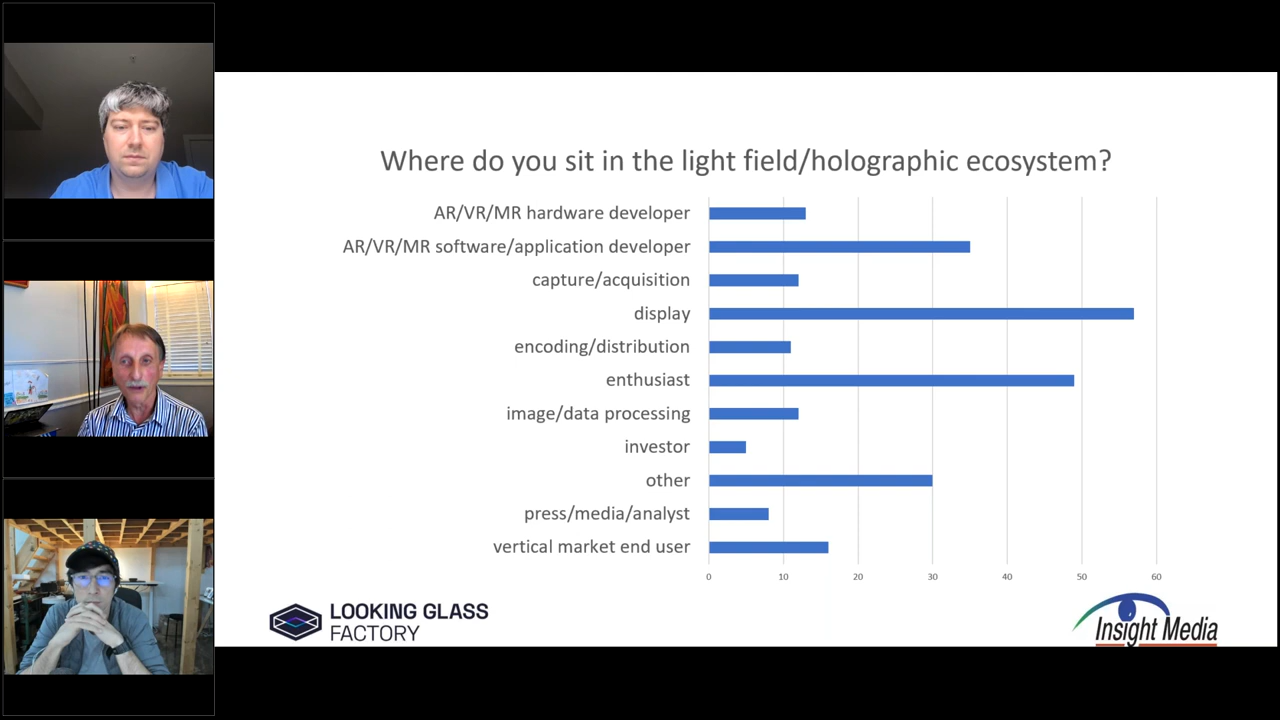 Where do you sit in the light field/holographic ecosystem?
AR/VR/MR hardware developer
AR/VR/MR software/application developer
capture/acquisition
display
encoding/distribution
enthusiast
image/data processing
investor
other
press/media/analyst
vertical market end user
0 10 20 30 40 50 60
LOOKING GLASS
FACTORY
Insight Media